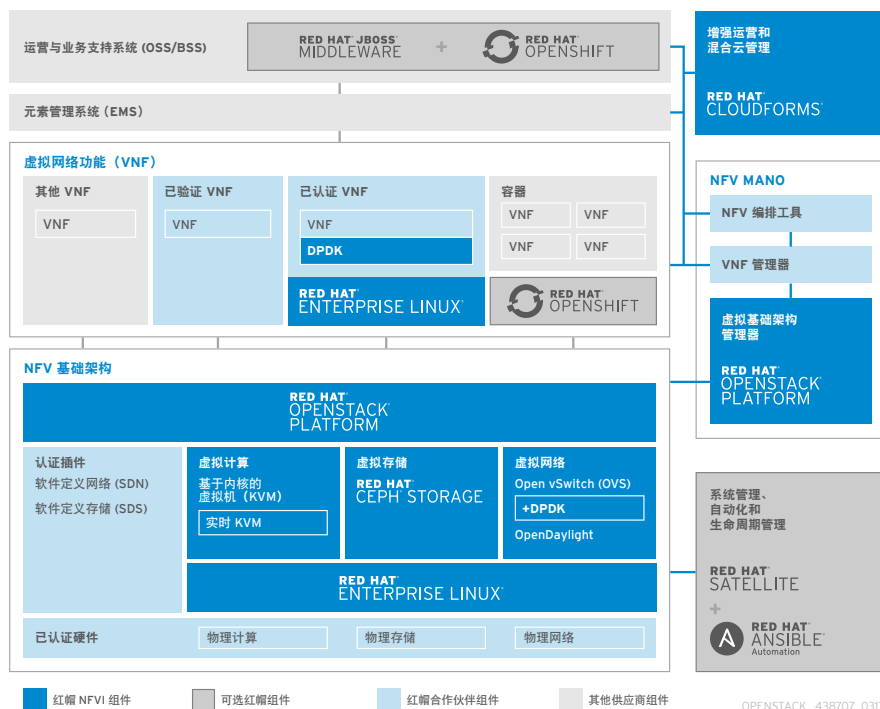 运营与业务支持系统 (OSS/BSS)
RED HAT JBOSS
MIDDLEWARE
+
RED HAT
OPENSHIFT
增强运营和
混合云管理
RED HAT
CLOUDFORMS
元素管理系统 (EMS)
虚拟网络功能（VNF）
其他 VNF
VNF
已验证 VNF
VNF
已认证 VNF
VNF
DPDK
RED HAT
ENTERPRISE LINUX
容器
VNF
VNF
VNF
VNF
RED HAT
OPENSHIFT
NFV MANO
NFV 编排工具
VNF 管理器
虚拟基础架构
管理器
RED HAT
OPENSTACK
PLATFORM
NFV 基础架构
RED HAT
OPENSTACK
PLATFORM
认证插件
软件定义网络 (SDN)
软件定义存储 (SDS)
虚拟计算
基于内核的
虚拟机（KVM）
实时 KVM
虚拟存储
RED HAT
CEPH STORAGE
虚拟网络
Open vSwitch (OVS)
+DPDK
OpenDaylight
RED HAT
ENTERPRISE LINUX
已认证硬件
物理计算
物理存储
物理网络
系统管理、
自动化和
生命周期管理
RED HAT
SATELLITE
+
RED HAT
ANSIBLE
Automation
红帽 NFVI 组件
可选红帽组件
红帽合作伙伴组件
其他供应商组件